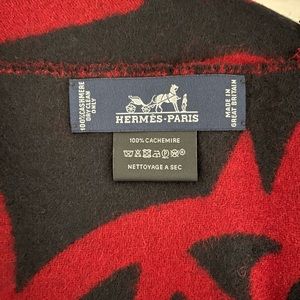 100% CASHMERE
DRY CLEAN
ONLY
HERMÈS-PARIS
MADE IN
GREAT BRITAIN
100% CACHEMIRE
NETTOYAGE A SEC